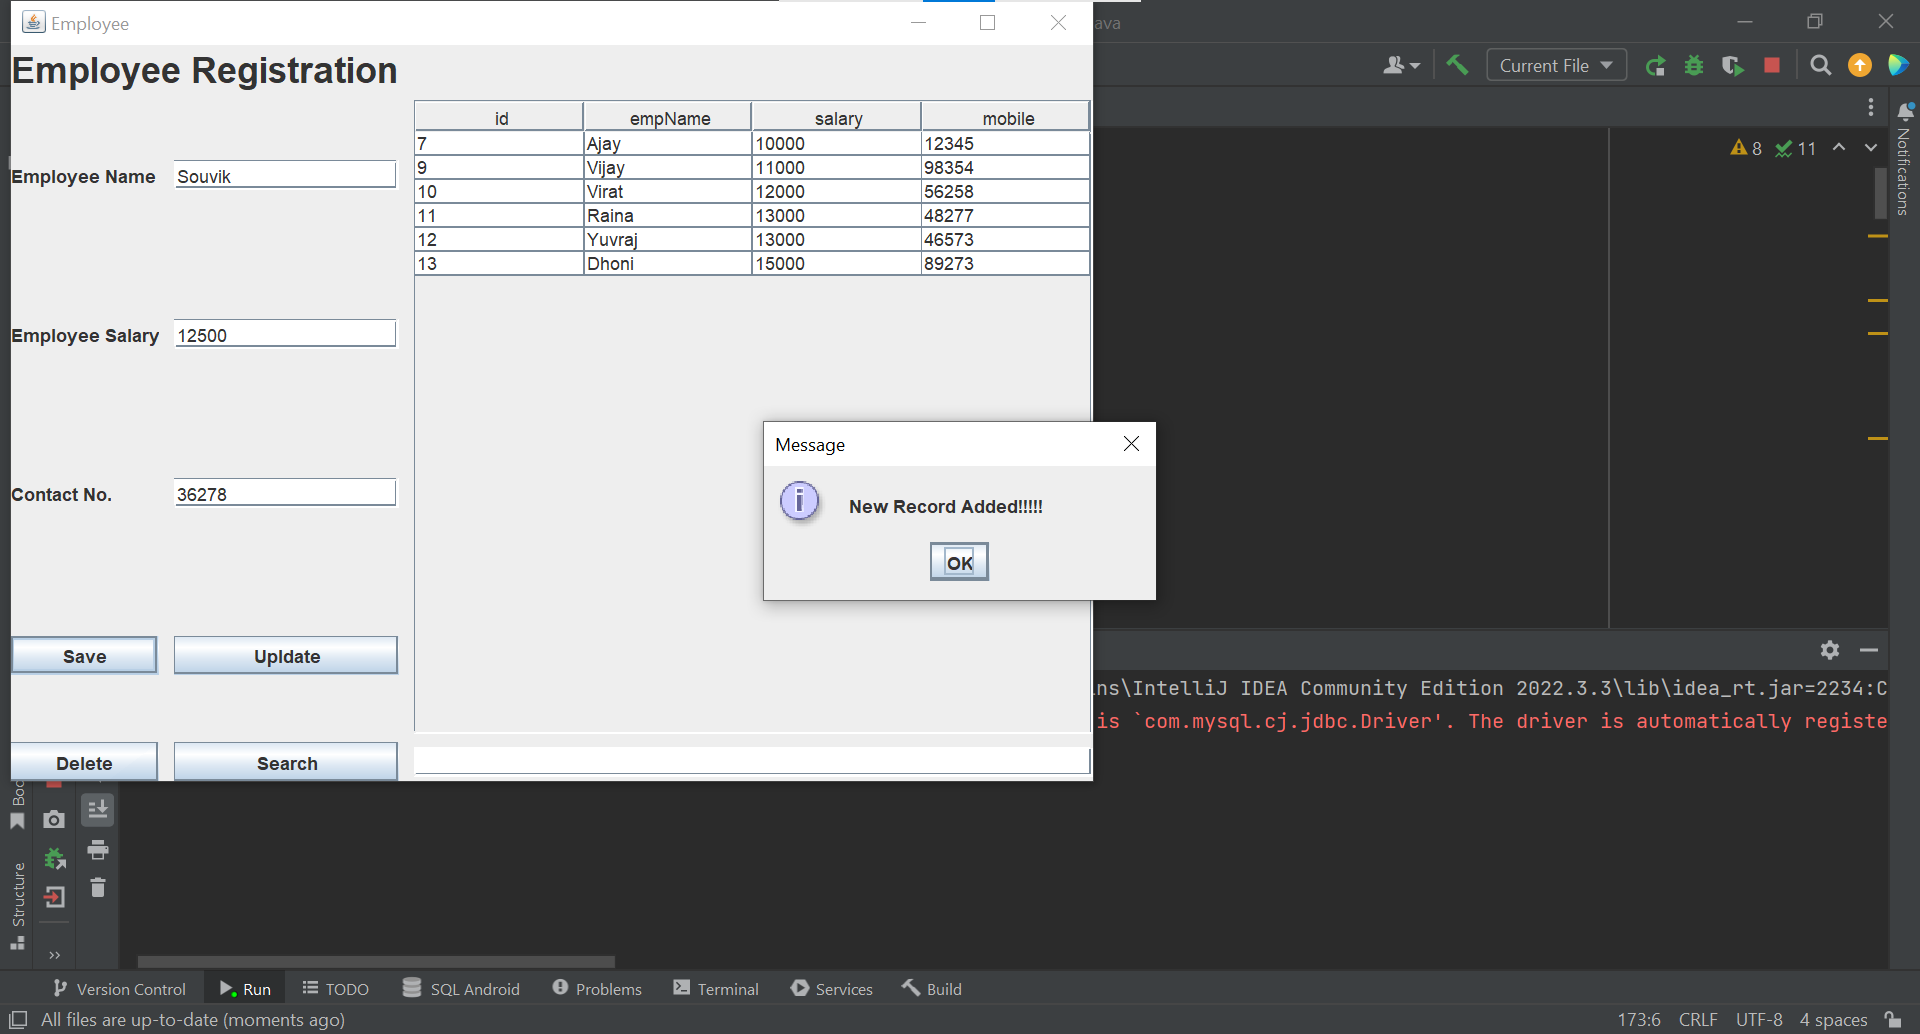 Employee
ava
Employee Registration
Current File
id empName salary mobile
7 Ajay 10000 12345
9 Vijay 11000 98354
10 Virat 12000 56258
11 Raina 13000 48277
12 Yuvraj 13000 46573
13 Dhoni 15000 89273
8 11
Notifications
Employee Name Souvik
Employee Salary 12500
Message
New Record Added!!!!!
OK
Contact No. 36278
Save Upldate
ns\IntelliJ IDEA Community Edition 2022.3.3\lib\idea_rt.jar=2234:C
is `com.mysql.cj.jdbc.Driver'. The driver is automatically registe
Delete Search
Boo
Structure
Version Control Run TODO SQL Android Problems Terminal Services Build
All files are up-to-date (moments ago) 173:6 CRLF UTF-8 4 spaces